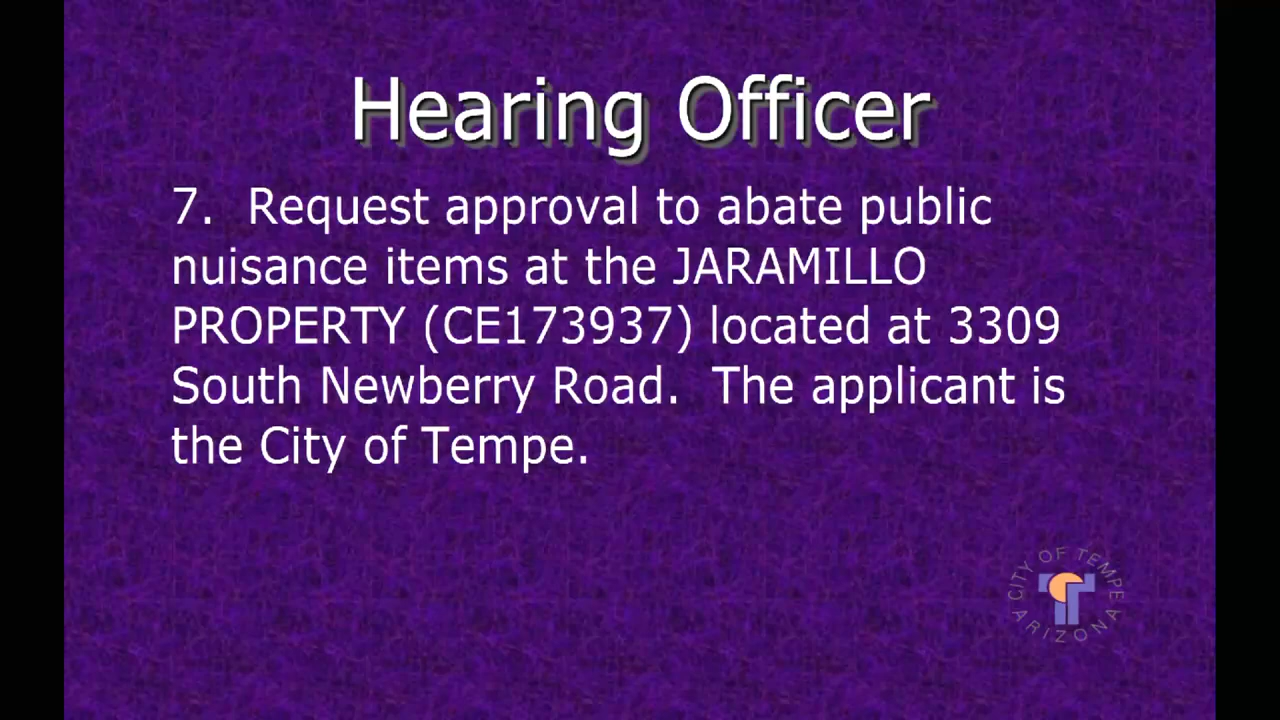 Hearing Officer
7.  Request approval to abate public
nuisance items at the JARAMILLO
PROPERTY (CE173937) located at 3309
South Newberry Road.  The applicant is
the City of Tempe.
CITY OF TEMPE
ARIZONA